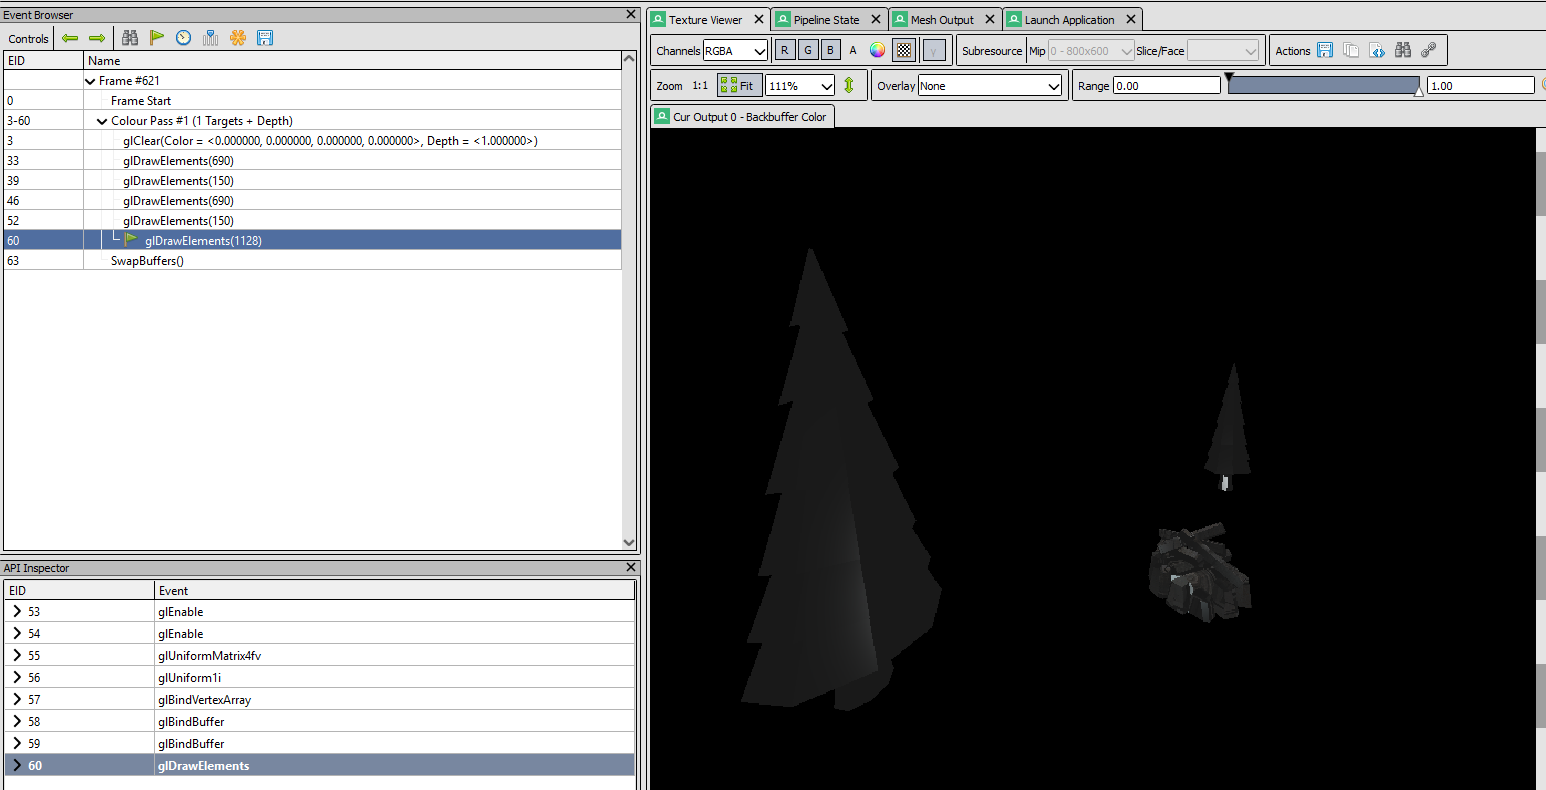 Event Browser
Controls
EID Name
Frame #621
0 Frame Start
3-60 Colour Pass #1 (1 Targets + Depth)
3 glClear(Color = <0.000000, 0.000000, 0.000000, 0.000000>, Depth = <1.000000>)
33 glDrawElements(690)
39 glDrawElements(150)
46 glDrawElements(690)
52 glDrawElements(150)
60 glDrawElements(1128)
63 SwapBuffers()
API Inspector
EID Event
53 glEnable
54 glEnable
55 glUniformMatrix4fv
56 glUniform1i
57 glBindVertexArray
58 glBindBuffer
59 glBindBuffer
60 glDrawElements
Texture Viewer Pipeline State Mesh Output Launch Application
Channels RGBA R G B A γ Subresource Mip 0 - 800x600 Slice/Face Actions
Zoom 1:1 Fit 111% Overlay None Range 0.00 1.00
Cur Output 0 - Backbuffer Color